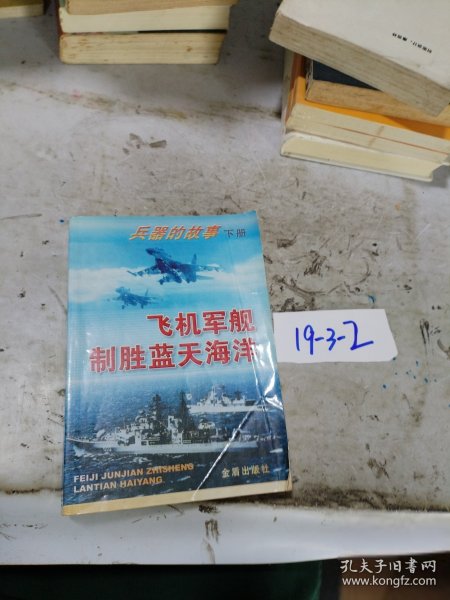 兵器的故事 下册
飞机军舰
制胜蓝天海洋
19-3-2
FEIJI JUNJIAN ZHISHENG
LANTIAN HAIYANG
金盾出版社
孔夫子旧书网
www.kongfz.com